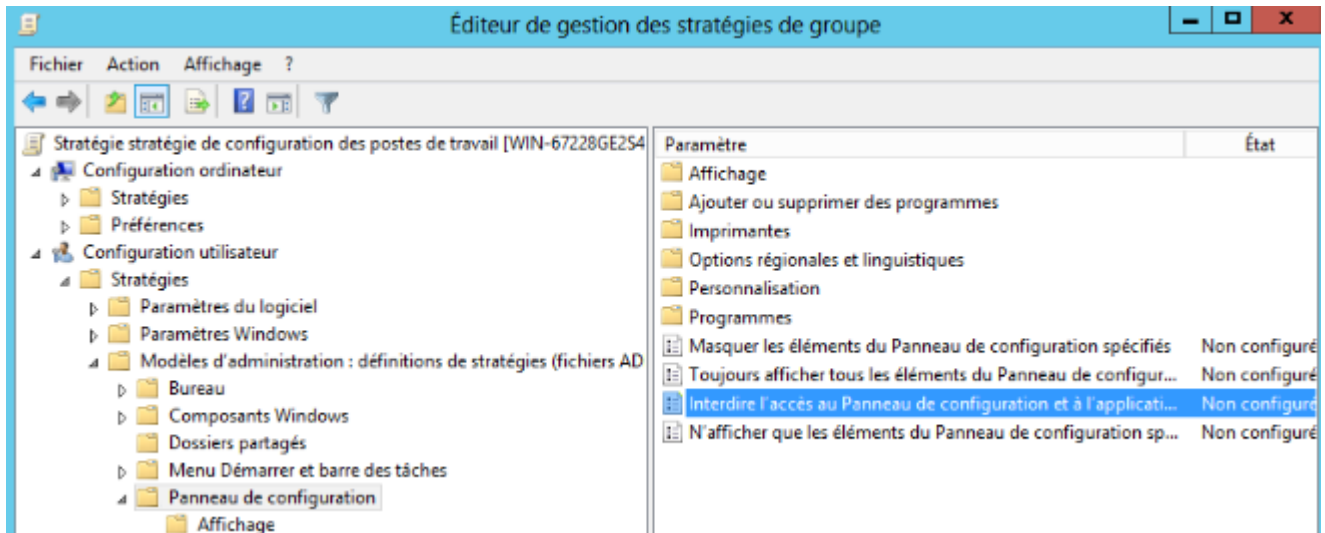 Éditeur de gestion des stratégies de groupe
Fichier Action Affichage ?
Stratégie stratégie de configuration des postes de travail [WIN-67228GE2S4
Configuration ordinateur
Stratégies
Préférences
Configuration utilisateur
Stratégies
Paramètres du logiciel
Paramètres Windows
Modèles d'administration : définitions de stratégies (fichiers AD
Bureau
Composants Windows
Dossiers partagés
Menu Démarrer et barre des tâches
Panneau de configuration
Affichage
Paramètre État
Affichage
Ajouter ou supprimer des programmes
Imprimantes
Options régionales et linguistiques
Personnalisation
Programmes
Masquer les éléments du Panneau de configuration spécifiés Non configuré
Toujours afficher tous les éléments du Panneau de configur... Non configuré
Interdire l'accès au Panneau de configuration et à l'applicati... Non configuré
N'afficher que les éléments du Panneau de configuration sp... Non configuré